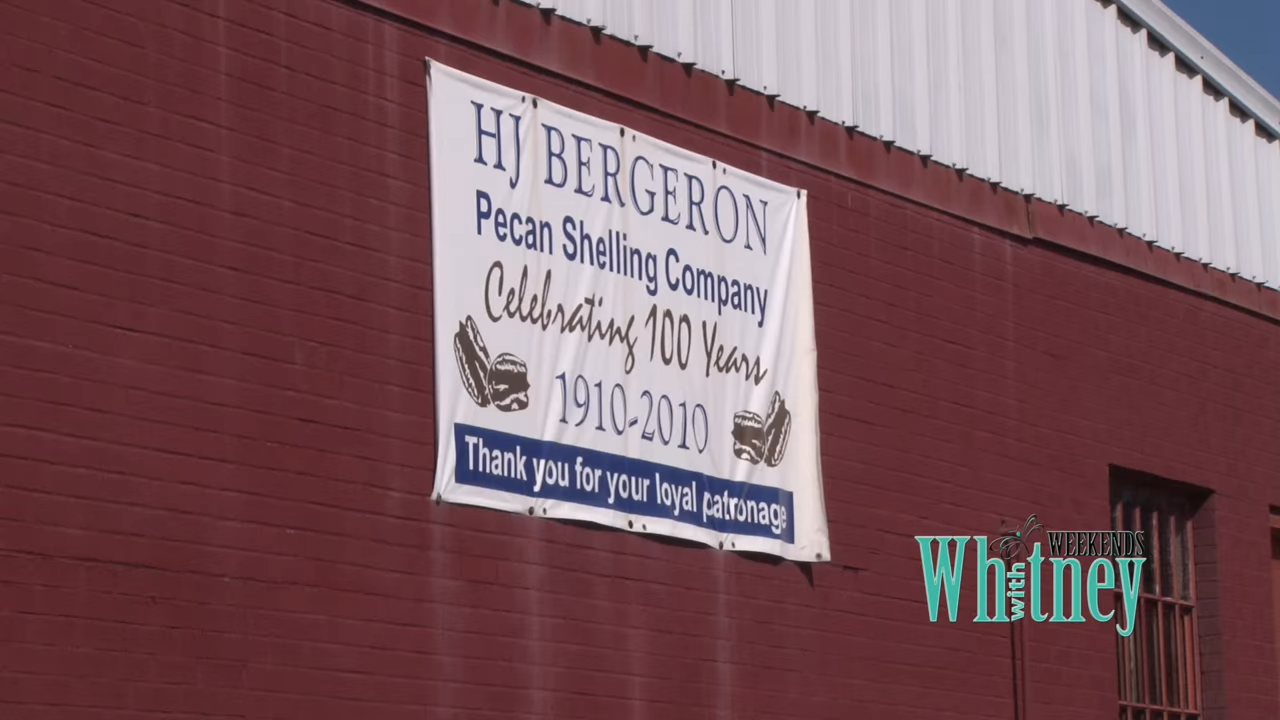 HJ BERGERON
Pecan Shelling Company
Celebrating 100 Years
1910-2010
Thank you for your loyal patronage
WEEKENDS
with
Whitney